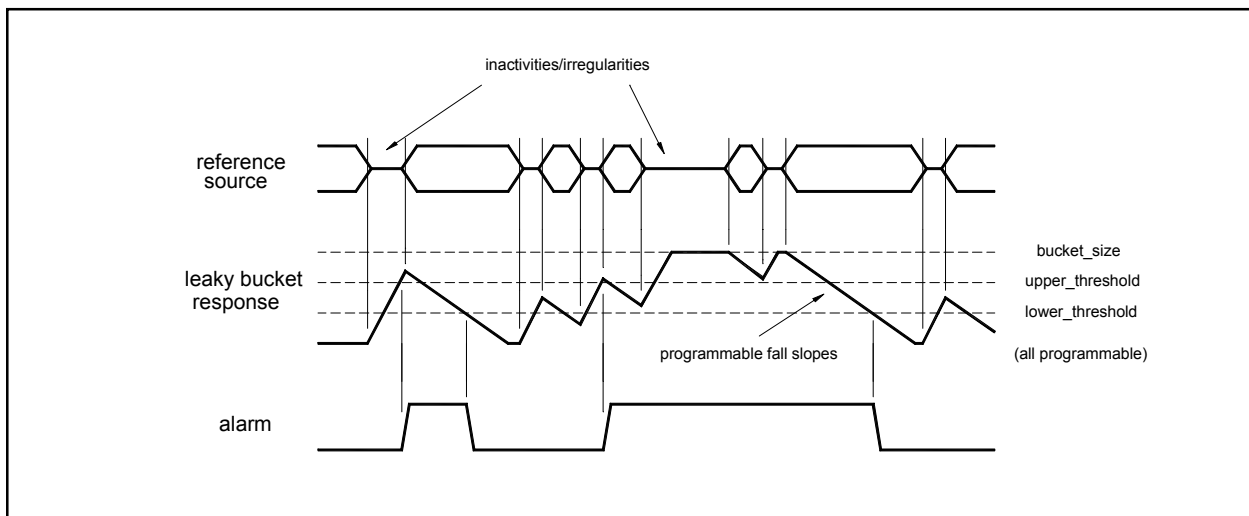 inactivities/irregularities
reference
source
bucket_size
leaky bucket
response
upper_threshold
lower_threshold
programmable fall slopes
(all programmable)
alarm